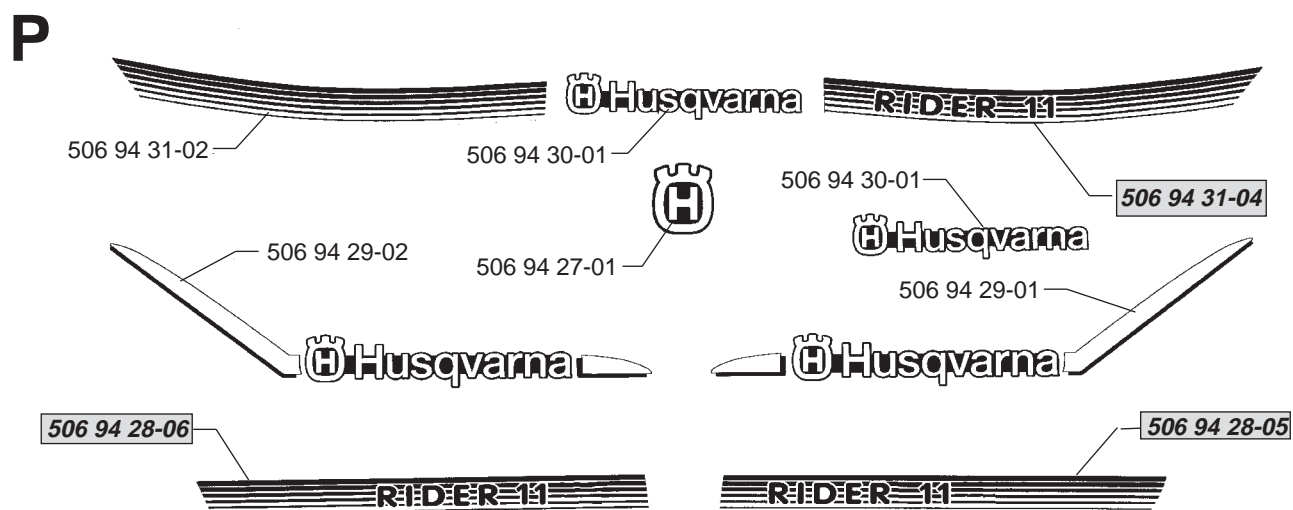 P
Husqvarna
RIDER 11
506 94 31-02
506 94 30-01
506 94 30-01
506 94 31-04
H
Husqvarna
506 94 29-02
506 94 27-01
506 94 29-01
H Husqvarna
H Husqvarna
506 94 28-06
506 94 28-05
RIDER 11
RIDER 11